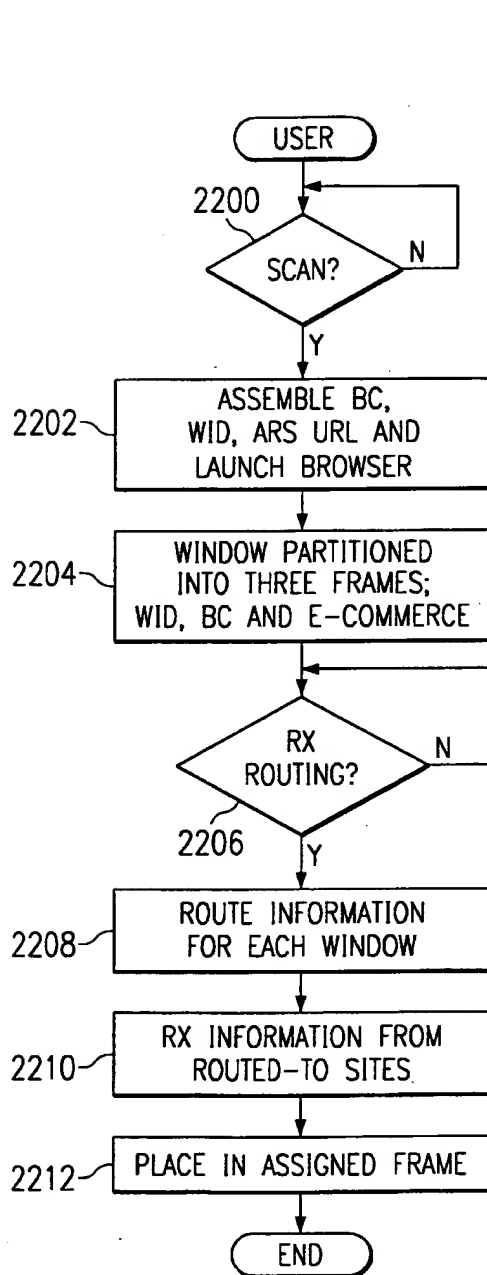 USER
2200
SCAN?
N
Y
2202
ASSEMBLE BC,
WID, ARS URL AND
LAUNCH BROWSER
2204
WINDOW PARTITIONED
INTO THREE FRAMES;
WID, BC AND E-COMMERCE
RX
ROUTING?
N
2206
Y
2208
ROUTE INFORMATION
FOR EACH WINDOW
2210
RX INFORMATION FROM
ROUTED-TO SITES
2212
PLACE IN ASSIGNED FRAME
END